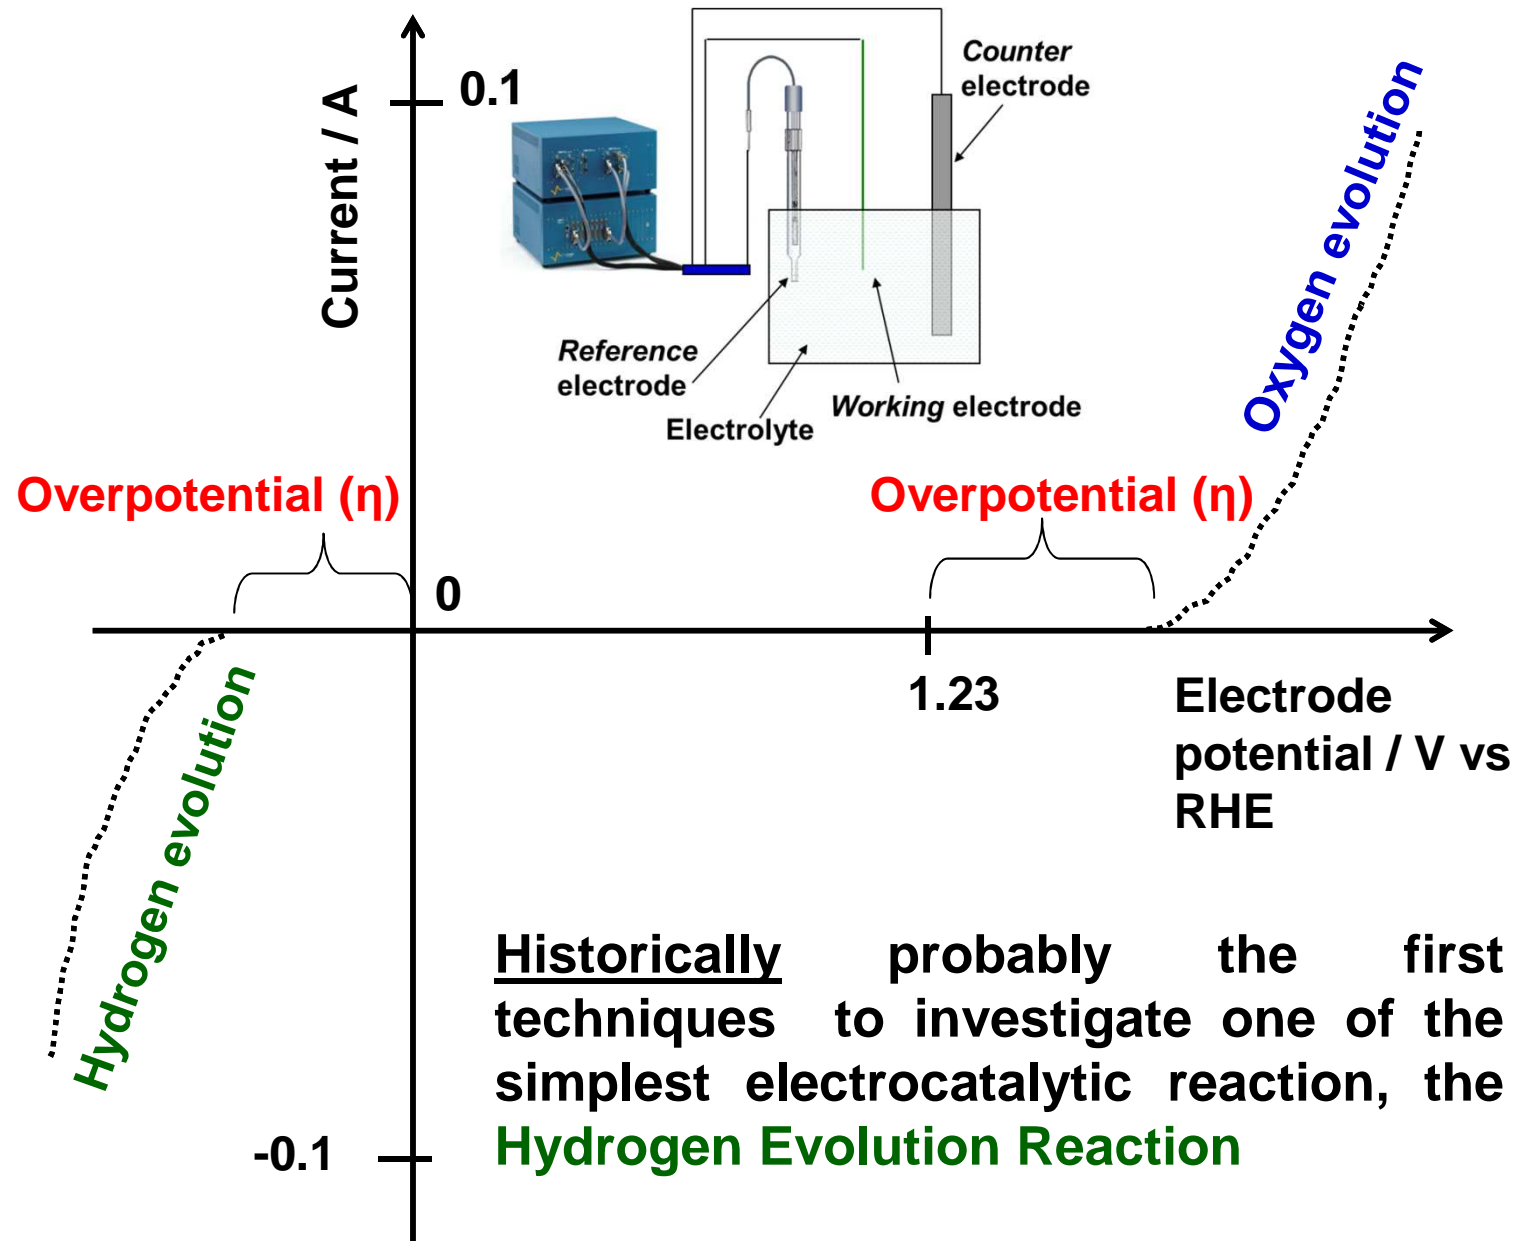 Current / A
0.1
Counter
electrode
Oxygen evolution
Reference
electrode
Working electrode
Electrolyte
Overpotential (η)
Overpotential (η)
0
1.23
Electrode
potential / V vs
RHE
Hydrogen evolution
Historically probably the first
techniques to investigate one of the
simplest electrocatalytic reaction, the
Hydrogen Evolution Reaction
-0.1